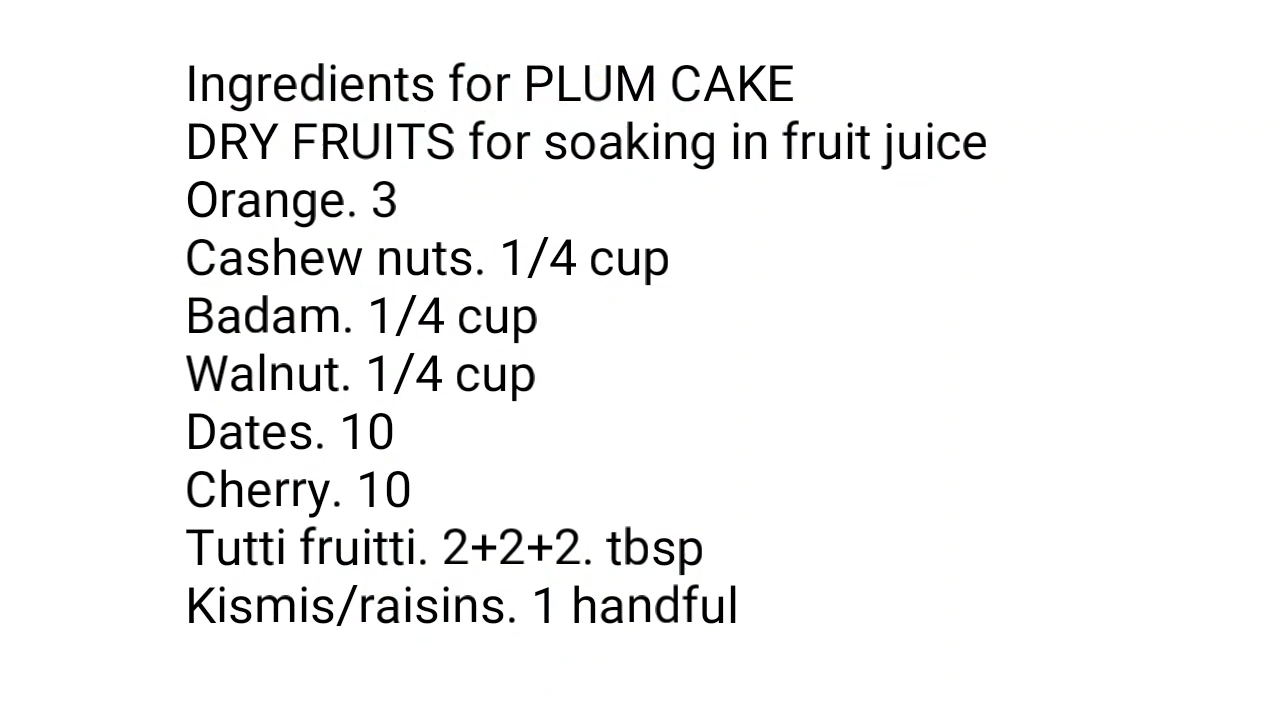 Ingredients for PLUM CAKE
DRY FRUITS for soaking in fruit juice
Orange. 3
Cashew nuts. 1/4 cup
Badam. 1/4 cup
Walnut. 1/4 cup
Dates. 10
Cherry. 10
Tutti fruitti. 2+2+2. tbsp
Kismis/raisins. 1 handful